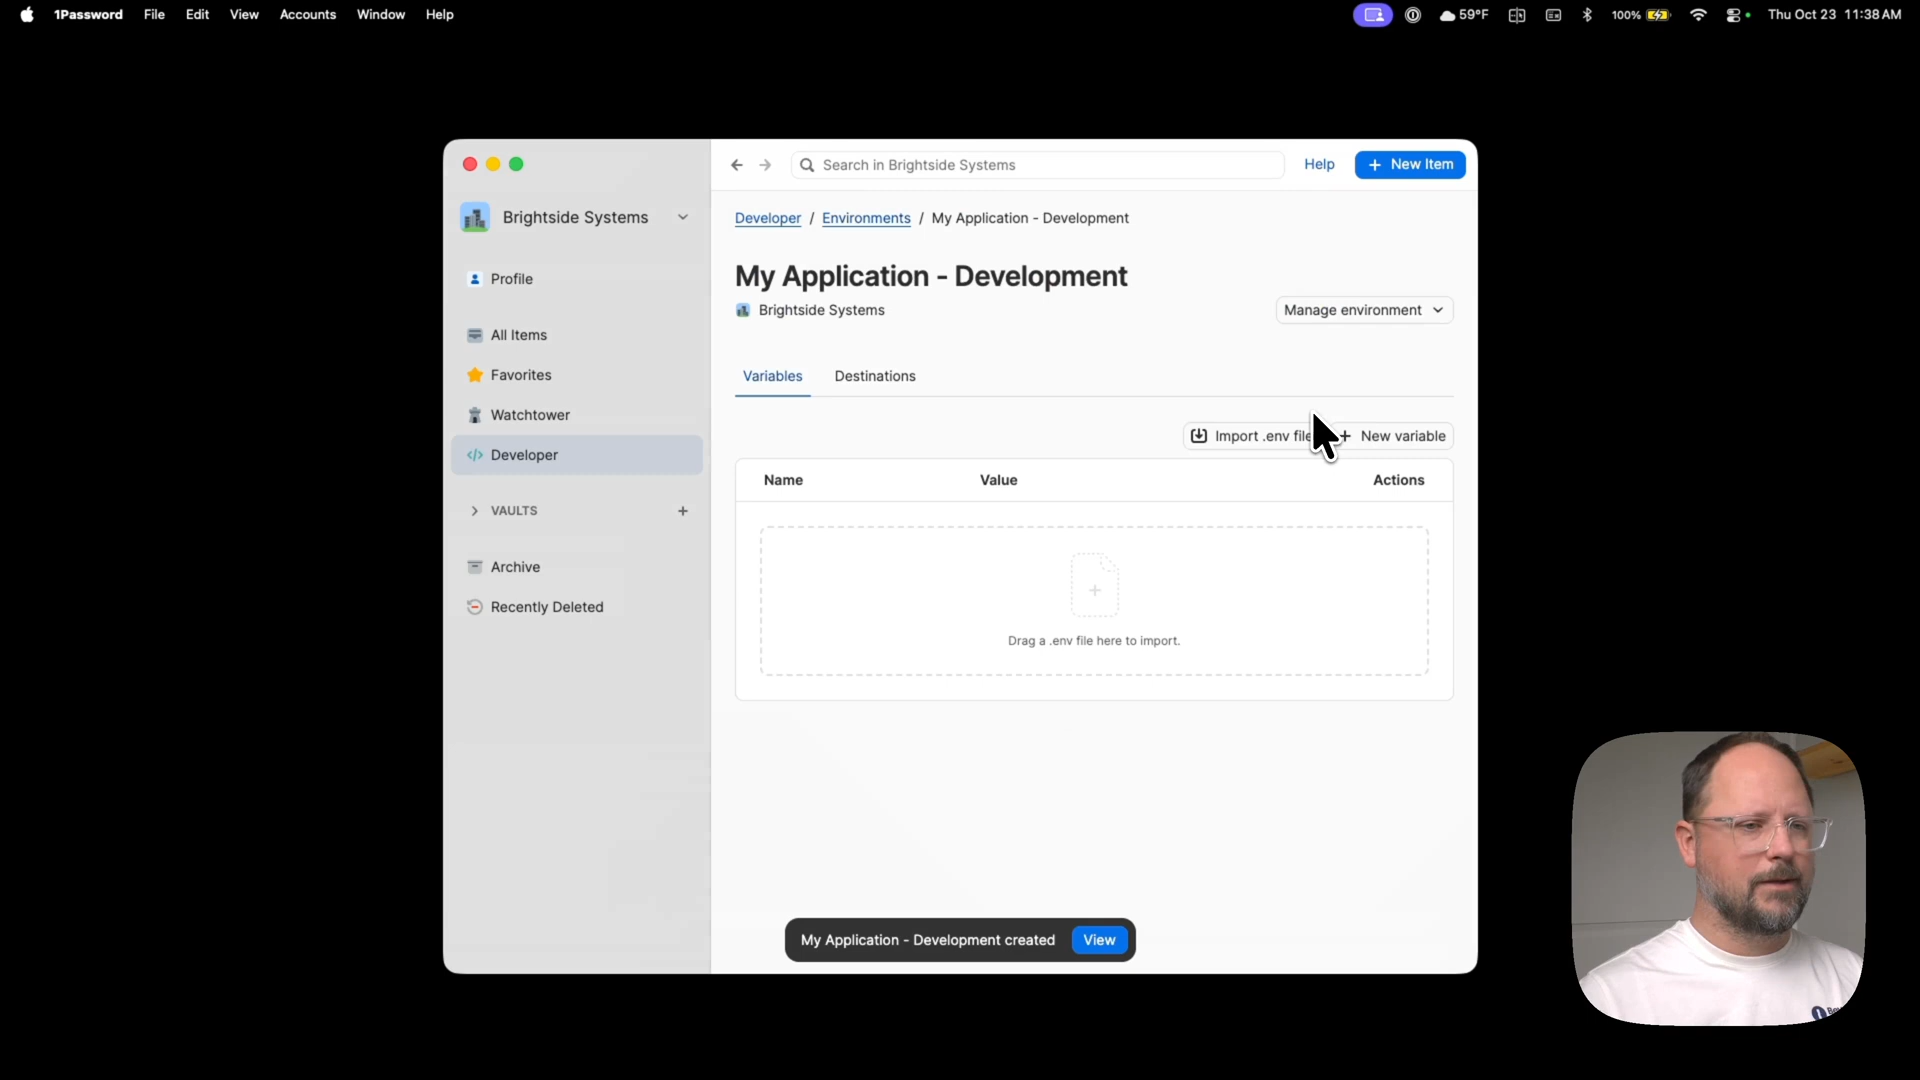 1Password File Edit View Accounts Window Help
59°F 100% Thu Oct 23 11:38 AM
Search in Brightside Systems Help + New Item
Brightside Systems
Profile
All Items
Favorites
Watchtower
Developer
VAULTS +
Archive
Recently Deleted
Developer / Environments / My Application - Development
My Application - Development
Brightside Systems
Manage environment
Variables Destinations
Import .env file + New variable
Name Value Actions
Drag a .env file here to import.
My Application - Development created View